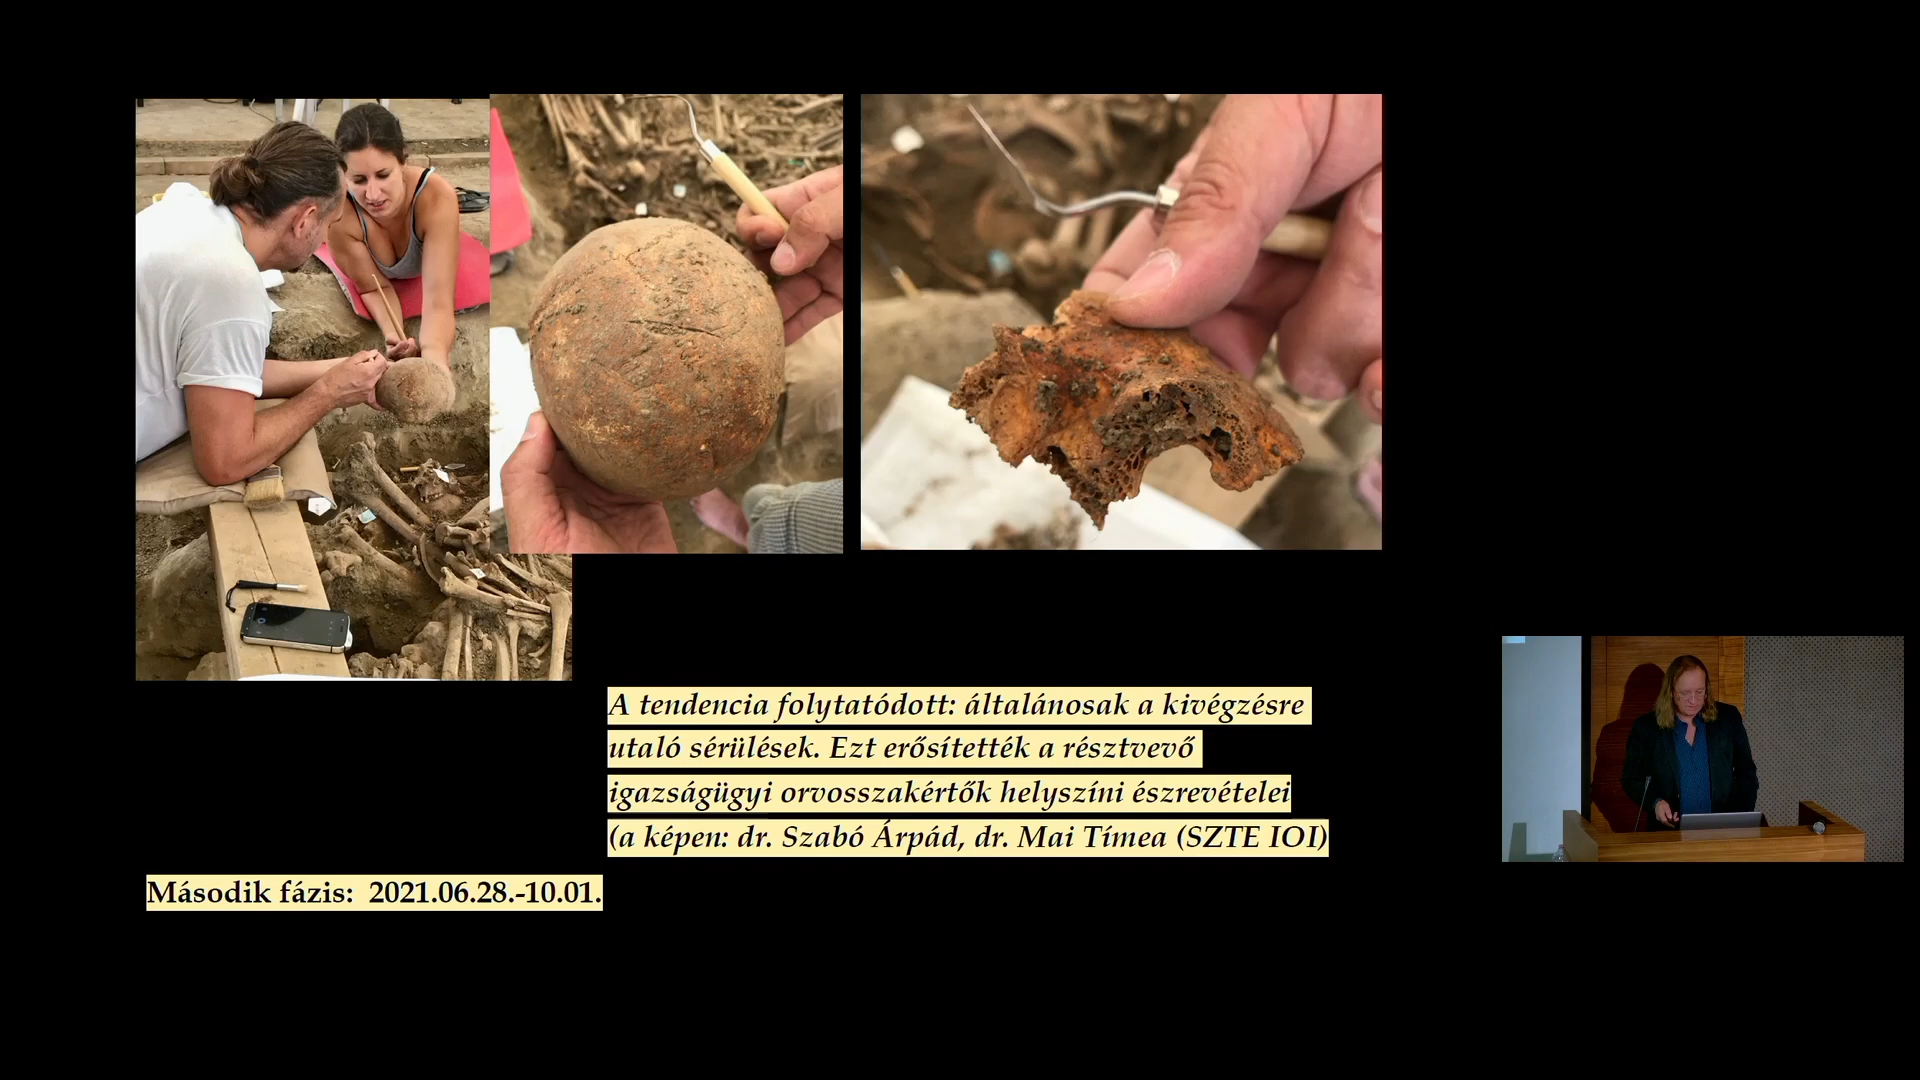 A tendencia folytatódott: általánosak a kivégzésre
utaló sérülések. Ezt erősítették a résztvevő
igazságügyi orvosszakértők helyszíni észrevételei
(a képen: dr. Szabó Árpád, dr. Mai Tímea (SZTE IOI)
Második fázis:  2021.06.28.-10.01.